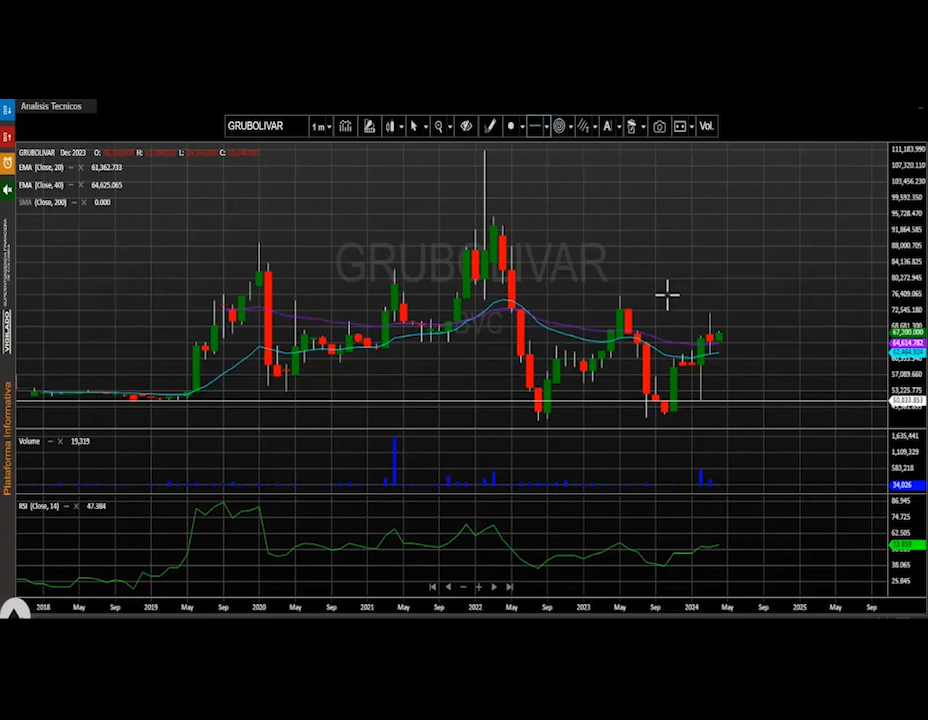 Analisis Tecnicos
GRUBOLIVAR 1 m Vol.
GRUBOLIVAR Dec 2023 O: H: L: C:
EMA (Close, 20) 61,362.733
EMA (Close, 40) 64,625.065
SMA (Close, 200) 0.000
GRUBOLIVAR
BVC
111,183.990
107,320.110
103,456.230
99,592.350
95,728.470
91,864.585
88,000.705
84,136.825
80,272.945
76,409.065
72,545.180
68,681.300
67,200.000
64,614.782
62,464.924
57,089.660
53,225.775
50,833.853
Volume 19,319
1,635,441
1,109,329
583,218
34,026
RSI (Close, 14) 47.384
86.945
74.725
62.505
38.065
25.845
2018 May Sep 2019 May Sep 2020 May Sep 2021 May Sep 2022 May Sep 2023 May Sep 2024 May Sep 2025 May Sep
VIGILADO
Plataforma Informativa